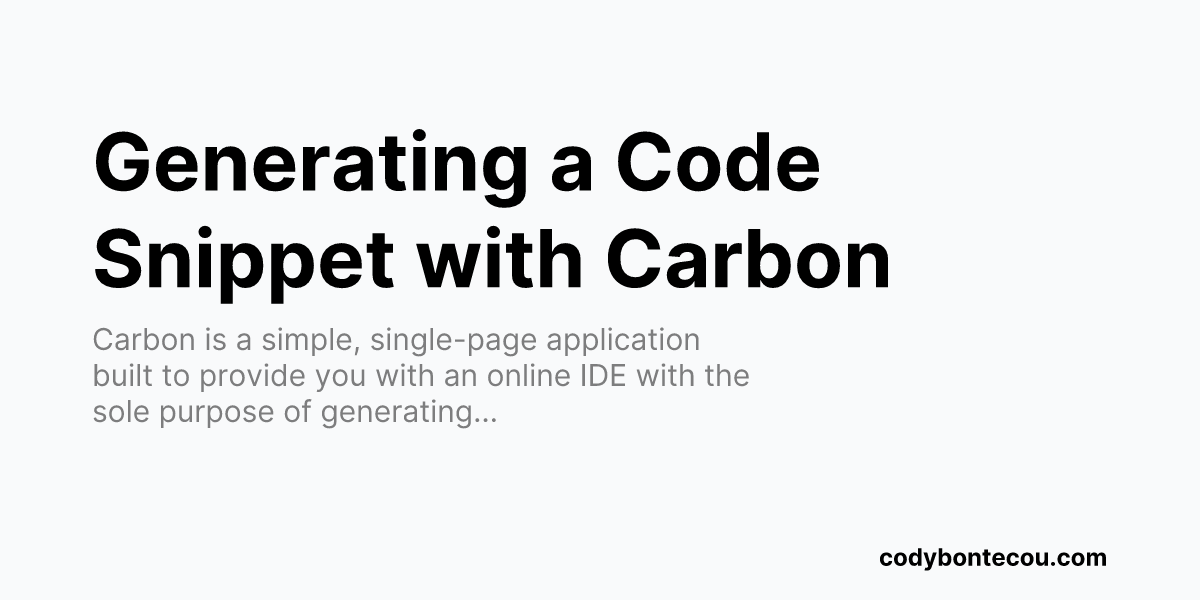 Generating a Code
Snippet with Carbon
Carbon is a simple, single-page application
built to provide you with an online IDE with the
sole purpose of generating...
codybontecou.com